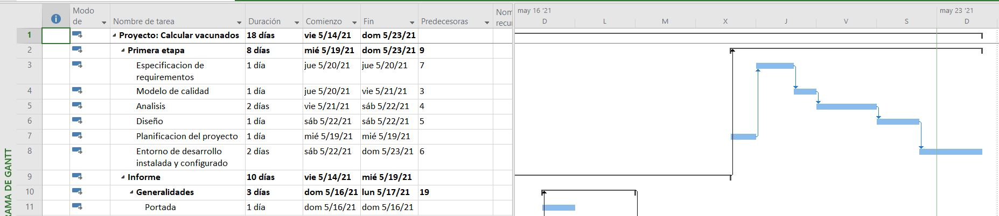 Modo de Nombre de tarea Duración Comienzo Fin Predecesoras Nom recur may 16 '21 may 23 '21
D L M X J V S D
1 Proyecto: Calcular vacunados 18 días vie 5/14/21 dom 5/23/21
2 Primera etapa 8 días mié 5/19/21 dom 5/23/21 9
3 Especificacion de requerimientos 1 día jue 5/20/21 jue 5/20/21 7
4 Modelo de calidad 1 día jue 5/20/21 vie 5/21/21 3
5 Analisis 2 días vie 5/21/21 sáb 5/22/21 4
6 Diseño 1 día sáb 5/22/21 sáb 5/22/21 5
7 Planificacion del proyecto 1 día mié 5/19/21 mié 5/19/21
8 Entorno de desarrollo instalada y configurado 2 días sáb 5/22/21 dom 5/23/21 6
9 Informe 10 días vie 5/14/21 mié 5/19/21
10 Generalidades 3 días dom 5/16/21 lun 5/17/21 19
11 Portada 1 día dom 5/16/21 dom 5/16/21
RAMA DE GANTT